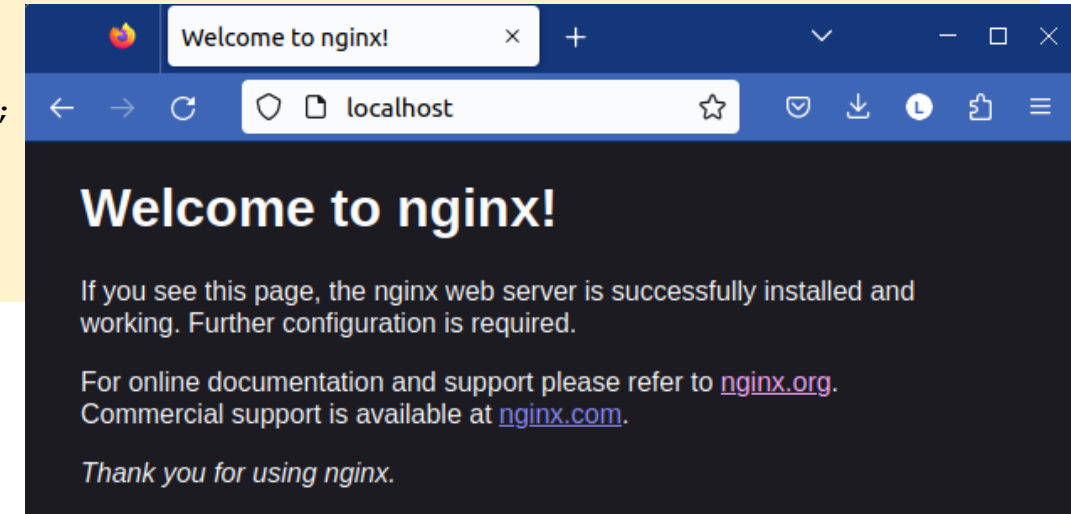 Welcome to nginx!
;
localhost
L
Welcome to nginx!
If you see this page, the nginx web server is successfully installed and
working. Further configuration is required.
For online documentation and support please refer to nginx.org.
Commercial support is available at nginx.com.
Thank you for using nginx.